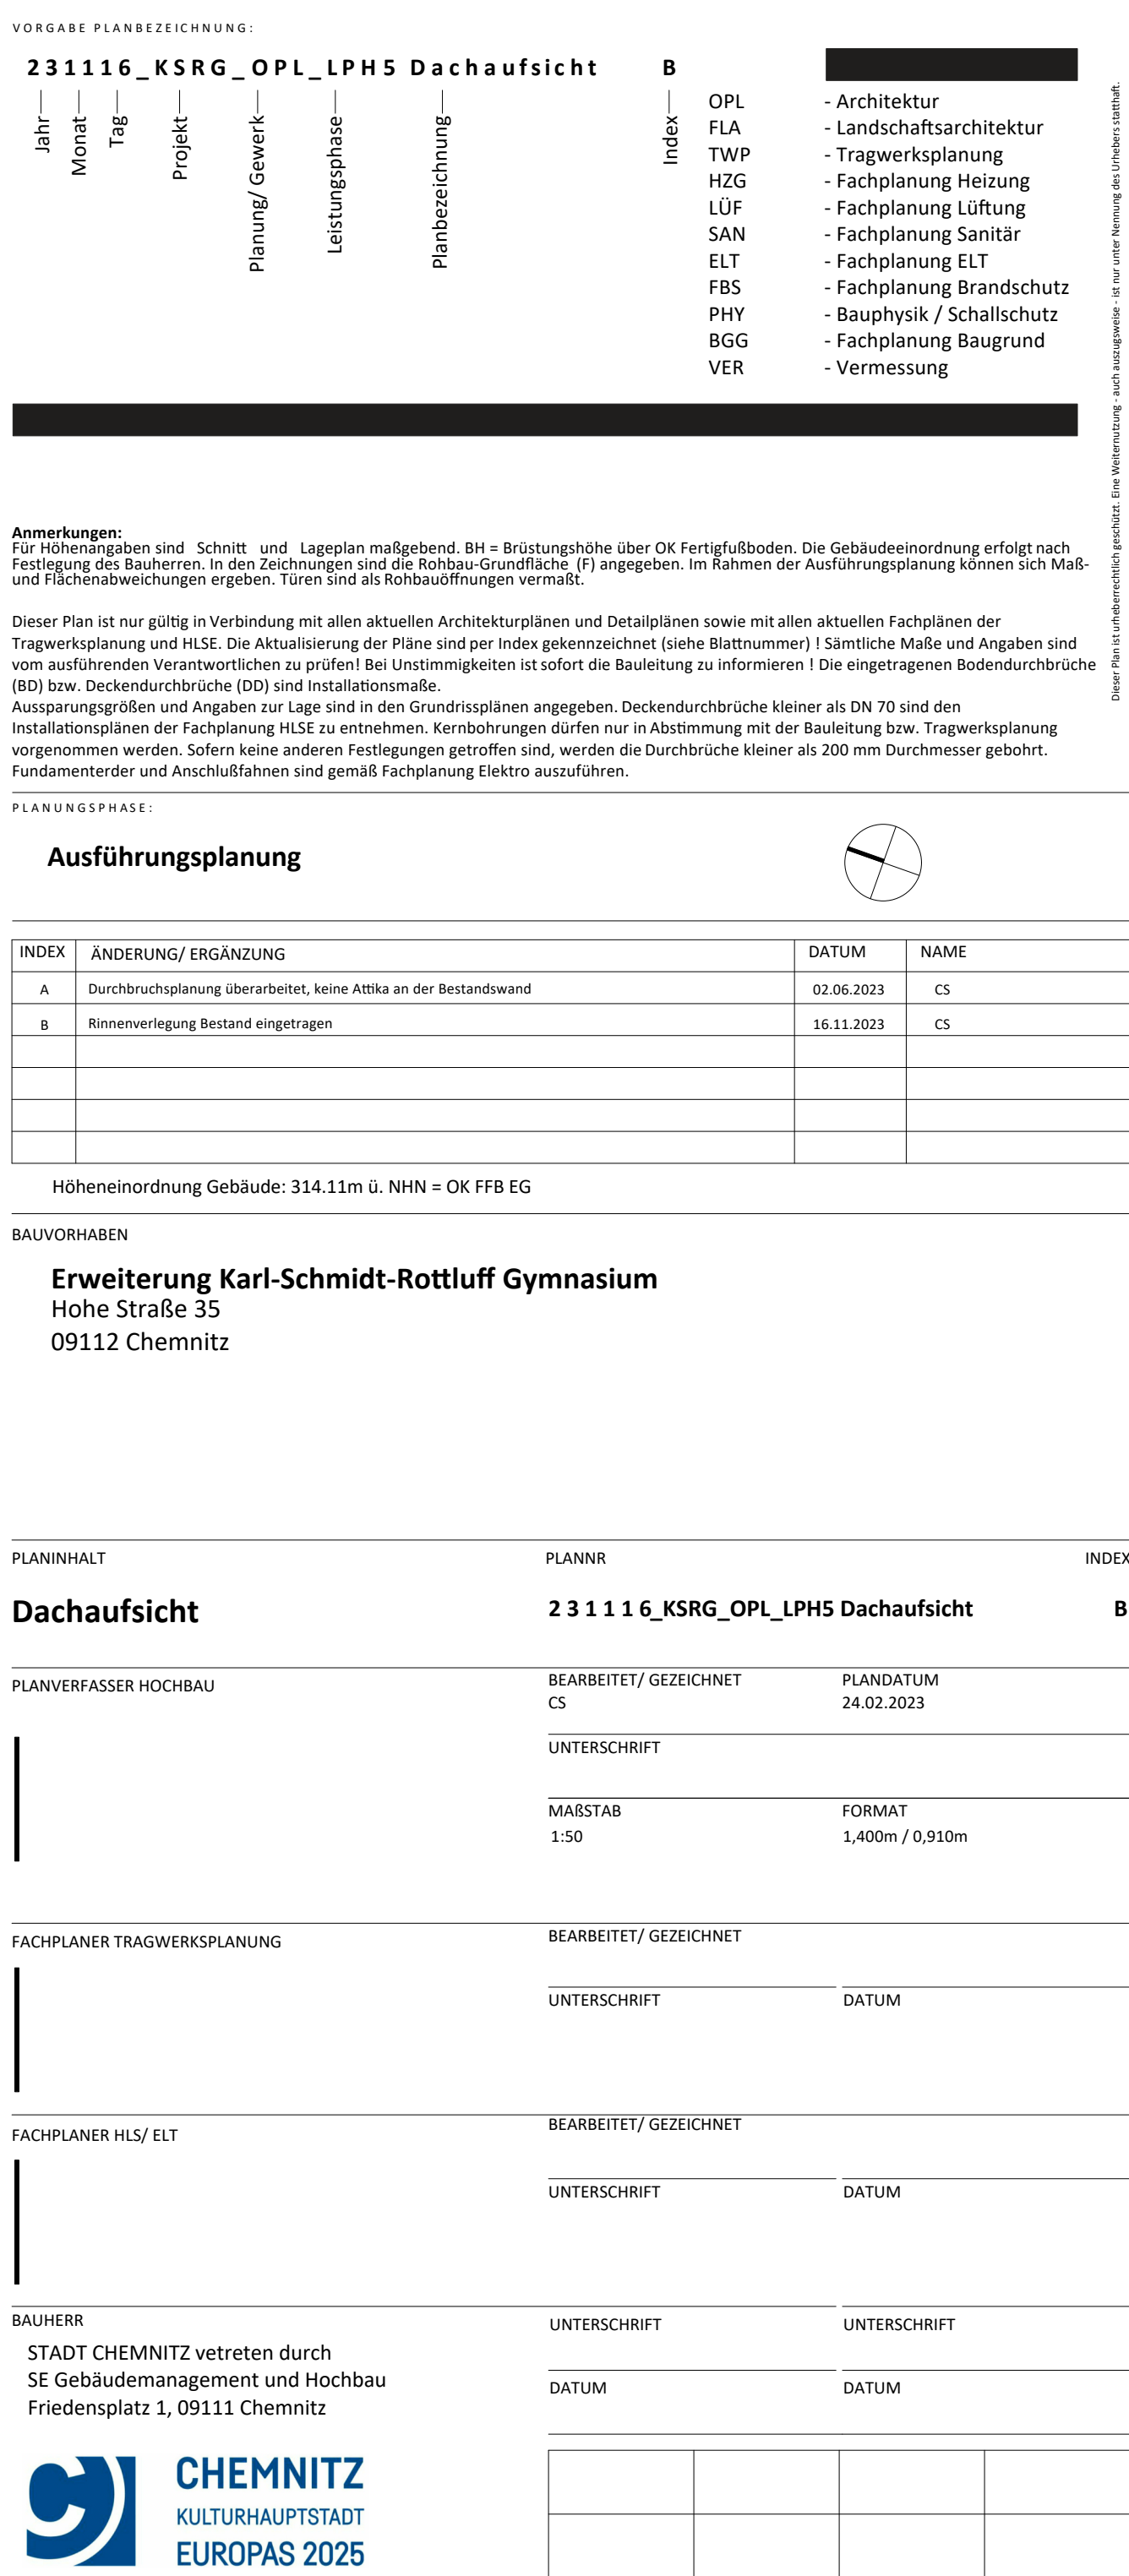 VORGABE PLANBEZEICHNUNG:
231116_KSRG_OPL_LPH5 Dachaufsicht B
Jahr
Monat
Tag
Projekt
Planung/ Gewerk
Leistungsphase
Planbezeichnung
Index
OPL - Architektur
FLA - Landschaftsarchitektur
TWP - Tragwerksplanung
HZG - Fachplanung Heizung
LÜF - Fachplanung Lüftung
SAN - Fachplanung Sanitär
ELT - Fachplanung ELT
FBS - Fachplanung Brandschutz
PHY - Bauphysik / Schallschutz
BGG - Fachplanung Baugrund
VER - Vermessung
Dieser Plan ist urheberrechtlich geschützt. Eine Weiternutzung - auch auszugsweise - ist nur unter Nennung des Urhebers statthaft.
Anmerkungen:
Für Höhenangaben sind Schnitt und Lageplan maßgebend. BH = Brüstungshöhe über OK Fertigfußboden. Die Gebäudeeinordnung erfolgt nach
Festlegung des Bauherren. In den Zeichnungen sind die Rohbau-Grundfläche (F) angegeben. Im Rahmen der Ausführungsplanung können sich Maß-
und Flächenabweichungen ergeben. Türen sind als Rohbauöffnungen vermaßt.
Dieser Plan ist nur gültig in Verbindung mit allen aktuellen Architekturplänen und Detailplänen sowie mit allen aktuellen Fachplänen der
Tragwerksplanung und HLSE. Die Aktualisierung der Pläne sind per Index gekennzeichnet (siehe Blattnummer) ! Sämtliche Maße und Angaben sind
vom ausführenden Verantwortlichen zu prüfen! Bei Unstimmigkeiten ist sofort die Bauleitung zu informieren ! Die eingetragenen Bodendurchbrüche
(BD) bzw. Deckendurchbrüche (DD) sind Installationsmaße.
Aussparungsgrößen und Angaben zur Lage sind in den Grundrissplänen angegeben. Deckendurchbrüche kleiner als DN 70 sind den
Installationsplänen der Fachplanung HLSE zu entnehmen. Kernbohrungen dürfen nur in Abstimmung mit der Bauleitung bzw. Tragwerksplanung
vorgenommen werden. Sofern keine anderen Festlegungen getroffen sind, werden die Durchbrüche kleiner als 200 mm Durchmesser gebohrt.
Fundamenterder und Anschlußfahnen sind gemäß Fachplanung Elektro auszuführen.
PLANUNGSPHASE:
Ausführungsplanung
INDEX ÄNDERUNG/ ERGÄNZUNG DATUM NAME
A Durchbruchsplanung überarbeitet, keine Attika an der Bestandswand 02.06.2023 CS
B Rinnenverlegung Bestand eingetragen 16.11.2023 CS
Höheneinordnung Gebäude: 314.11m ü. NHN = OK FFB EG
BAUVORHABEN
Erweiterung Karl-Schmidt-Rottluff Gymnasium
Hohe Straße 35
09112 Chemnitz
PLANINHALT PLANNR INDEX
Dachaufsicht 231116_KSRG_OPL_LPH5 Dachaufsicht B
PLANVERFASSER HOCHBAU
BEARBEITET/ GEZEICHNET PLANDATUM
CS 24.02.2023
UNTERSCHRIFT
MAßSTAB FORMAT
1:50 1,400m / 0,910m
FACHPLANER TRAGWERKSPLANUNG
BEARBEITET/ GEZEICHNET
UNTERSCHRIFT DATUM
FACHPLANER HLS/ ELT
BEARBEITET/ GEZEICHNET
UNTERSCHRIFT DATUM
BAUHERR
UNTERSCHRIFT UNTERSCHRIFT
STADT CHEMNITZ vetreten durch
SE Gebäudemanagement und Hochbau
Friedensplatz 1, 09111 Chemnitz
DATUM DATUM
CHEMNITZ
KULTURHAUPTSTADT
EUROPAS 2025